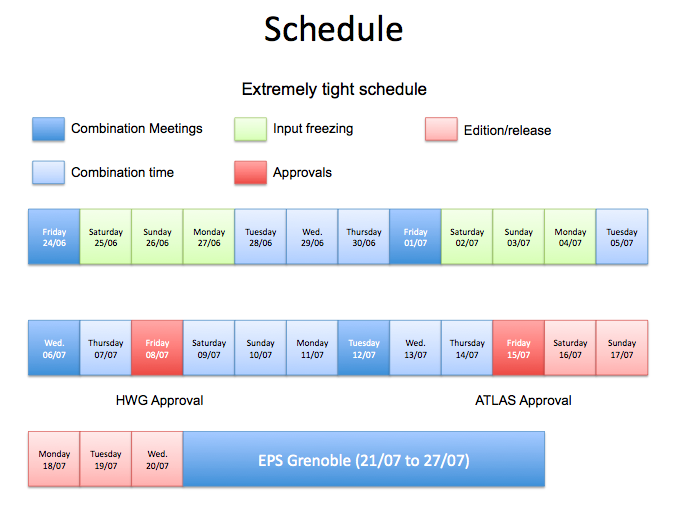 Schedule
Extremely tight schedule
Combination Meetings
Input freezing
Edition/release
Combination time
Approvals
Friday
24/06
Saturday
25/06
Sunday
26/06
Monday
27/06
Tuesday
28/06
Wed.
29/06
Thursday
30/06
Friday
01/07
Saturday
02/07
Sunday
03/07
Monday
04/07
Tuesday
05/07
Wed.
06/07
Thursday
07/07
Friday
08/07
Saturday
09/07
Sunday
10/07
Monday
11/07
Tuesday
12/07
Wed.
13/07
Thursday
14/07
Friday
15/07
Saturday
16/07
Sunday
17/07
HWG Approval
ATLAS Approval
Monday
18/07
Tuesday
19/07
Wed.
20/07
EPS Grenoble (21/07 to 27/07)